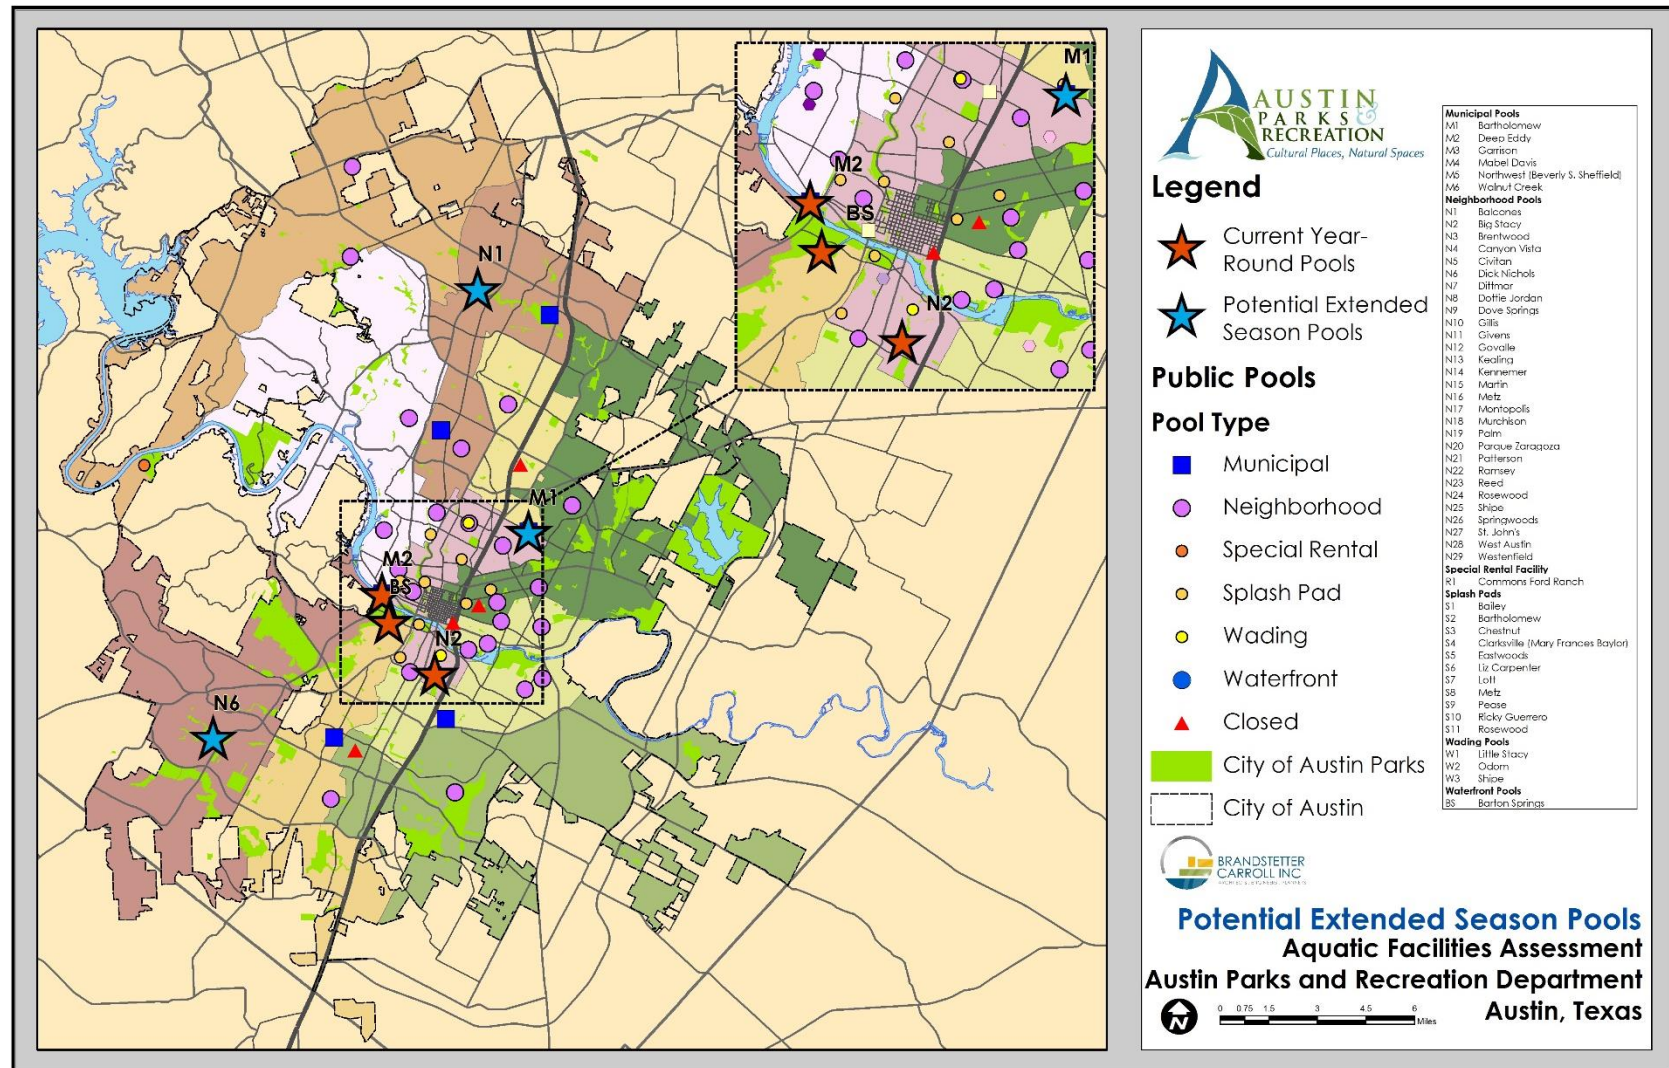 M1
M2
BS
N2
N1
M1
M2
BS
N2
N6
AUSTIN
PARKS &
RECREATION
Cultural Places, Natural Spaces
Legend
Current Year-
Round Pools
Potential Extended
Season Pools
Public Pools
Pool Type
Municipal
Neighborhood
Special Rental
Splash Pad
Wading
Waterfront
Closed
City of Austin Parks
City of Austin
Municipal Pools
M1 Bartholomew
M2 Deep Eddy
M3 Garrison
M4 Mabel Davis
M5 Northwest (Beverly S. Sheffield)
M6 Walnut Creek
Neighborhood Pools
N1 Balcones
N2 Big Stacy
N3 Brentwood
N4 Canyon Vista
N5 Civitan
N6 Dick Nichols
N7 Dittmar
N8 Dottie Jordan
N9 Dove Springs
N10 Gillis
N11 Givens
N12 Govalle
N13 Kealing
N14 Kennemer
N15 Martin
N16 Metz
N17 Montopolis
N18 Murchison
N19 Palm
N20 Parque Zaragoza
N21 Patterson
N22 Ramsey
N23 Reed
N24 Rosewood
N25 Shipe
N26 Springwoods
N27 St. John's
N28 West Austin
N29 Westenfield
Special Rental Facility
R1 Commons Ford Ranch
Splash Pads
S1 Bailey
S2 Bartholomew
S3 Chestnut
S4 Clarksville (Mary Frances Baylor)
S5 Eastwoods
S6 Liz Carpenter
S7 Lott
S8 Metz
S9 Pease
S10 Ricky Guerrero
S11 Rosewood
Wading Pools
W1 Little Stacy
W2 Odom
W3 Shipe
Waterfront Pools
BS Barton Springs
BRANDSTETTER
CARROLL INC
Potential Extended Season Pools
Aquatic Facilities Assessment
Austin Parks and Recreation Department
Austin, Texas
N
0 0.75 1.5 3 4.5 6
Miles